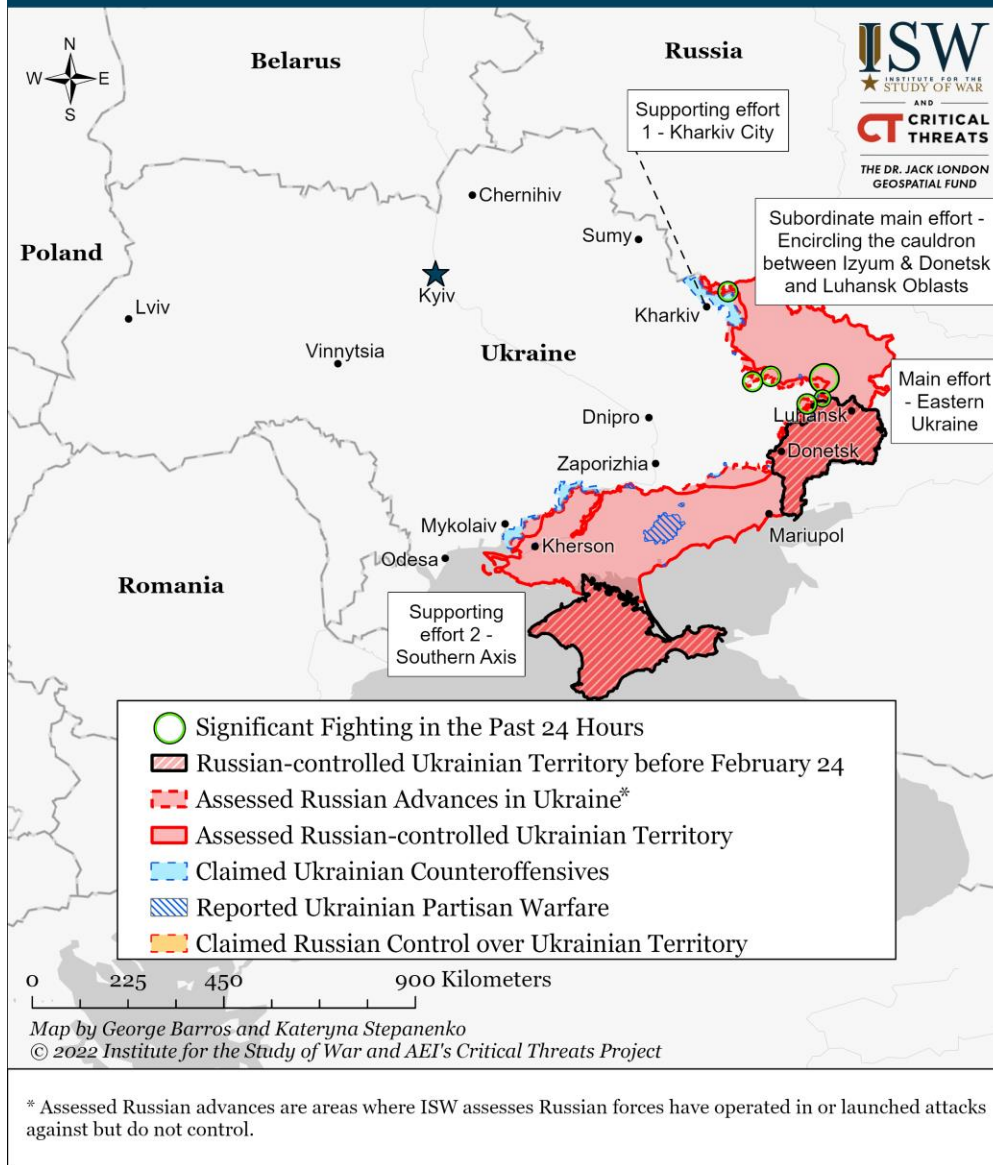 N
W E
S
Belarus
Russia
ISW
INSTITUTE FOR THE
STUDY OF WAR
AND
CT CRITICAL
THREATS
THE DR. JACK LONDON
GEOSPATIAL FUND
Supporting effort
1 - Kharkiv City
Chernihiv
Sumy
Subordinate main effort -
Encircling the cauldron
between Izyum & Donetsk
and Luhansk Oblasts
Poland
Kyiv
Lviv
Kharkiv
Vinnytsia
Ukraine
Main effort
- Eastern
Ukraine
Dnipro
Luhansk
Donetsk
Zaporizhia
Mykolaiv
Mariupol
Odesa
Kherson
Romania
Supporting
effort 2 -
Southern Axis
Significant Fighting in the Past 24 Hours
Russian-controlled Ukrainian Territory before February 24
Assessed Russian Advances in Ukraine*
Assessed Russian-controlled Ukrainian Territory
Claimed Ukrainian Counteroffensives
Reported Ukrainian Partisan Warfare
Claimed Russian Control over Ukrainian Territory
0 225 450 900 Kilometers
Map by George Barros and Kateryna Stepanenko
© 2022 Institute for the Study of War and AEI's Critical Threats Project
* Assessed Russian advances are areas where ISW assesses Russian forces have operated in or launched attacks
against but do not control.